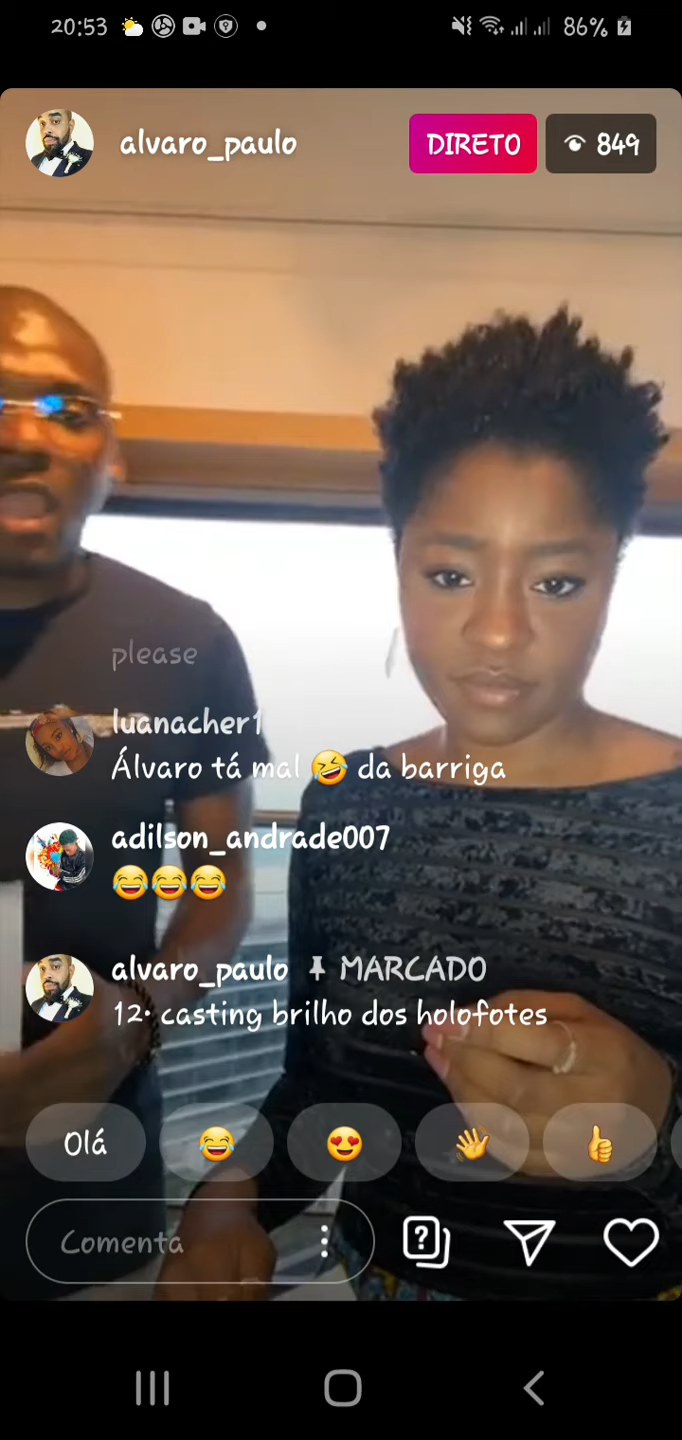 20:53 86%
alvaro_paulo DIRETO 849
please
luanacher1
Álvaro tá mal 🤣 da barriga
adilson_andrade007
😂😂😂
alvaro_paulo MARCADO
12• casting brilho dos holofotes
Olá 😂 😍 👋 👍
Comenta